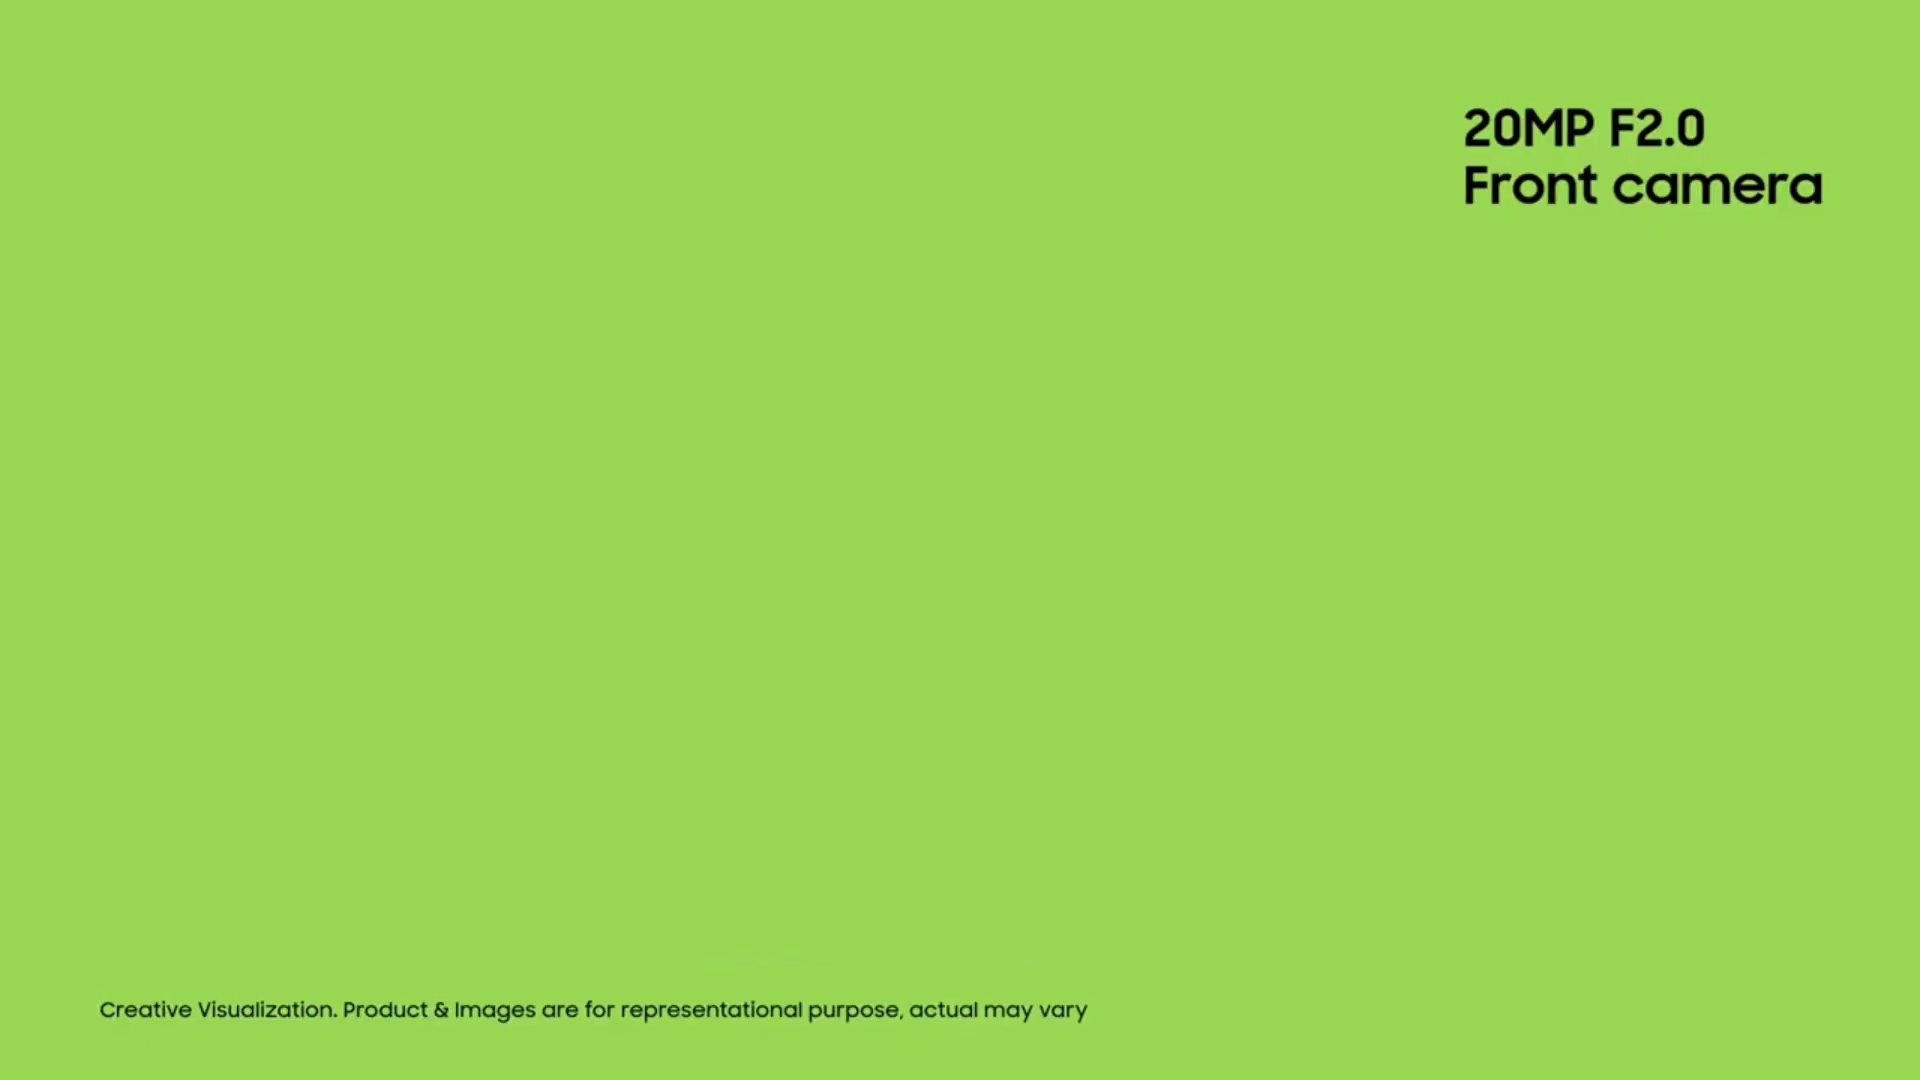 20MP F2.0
Front camera
Creative Visualization. Product & Images are for representational purpose, actual may vary